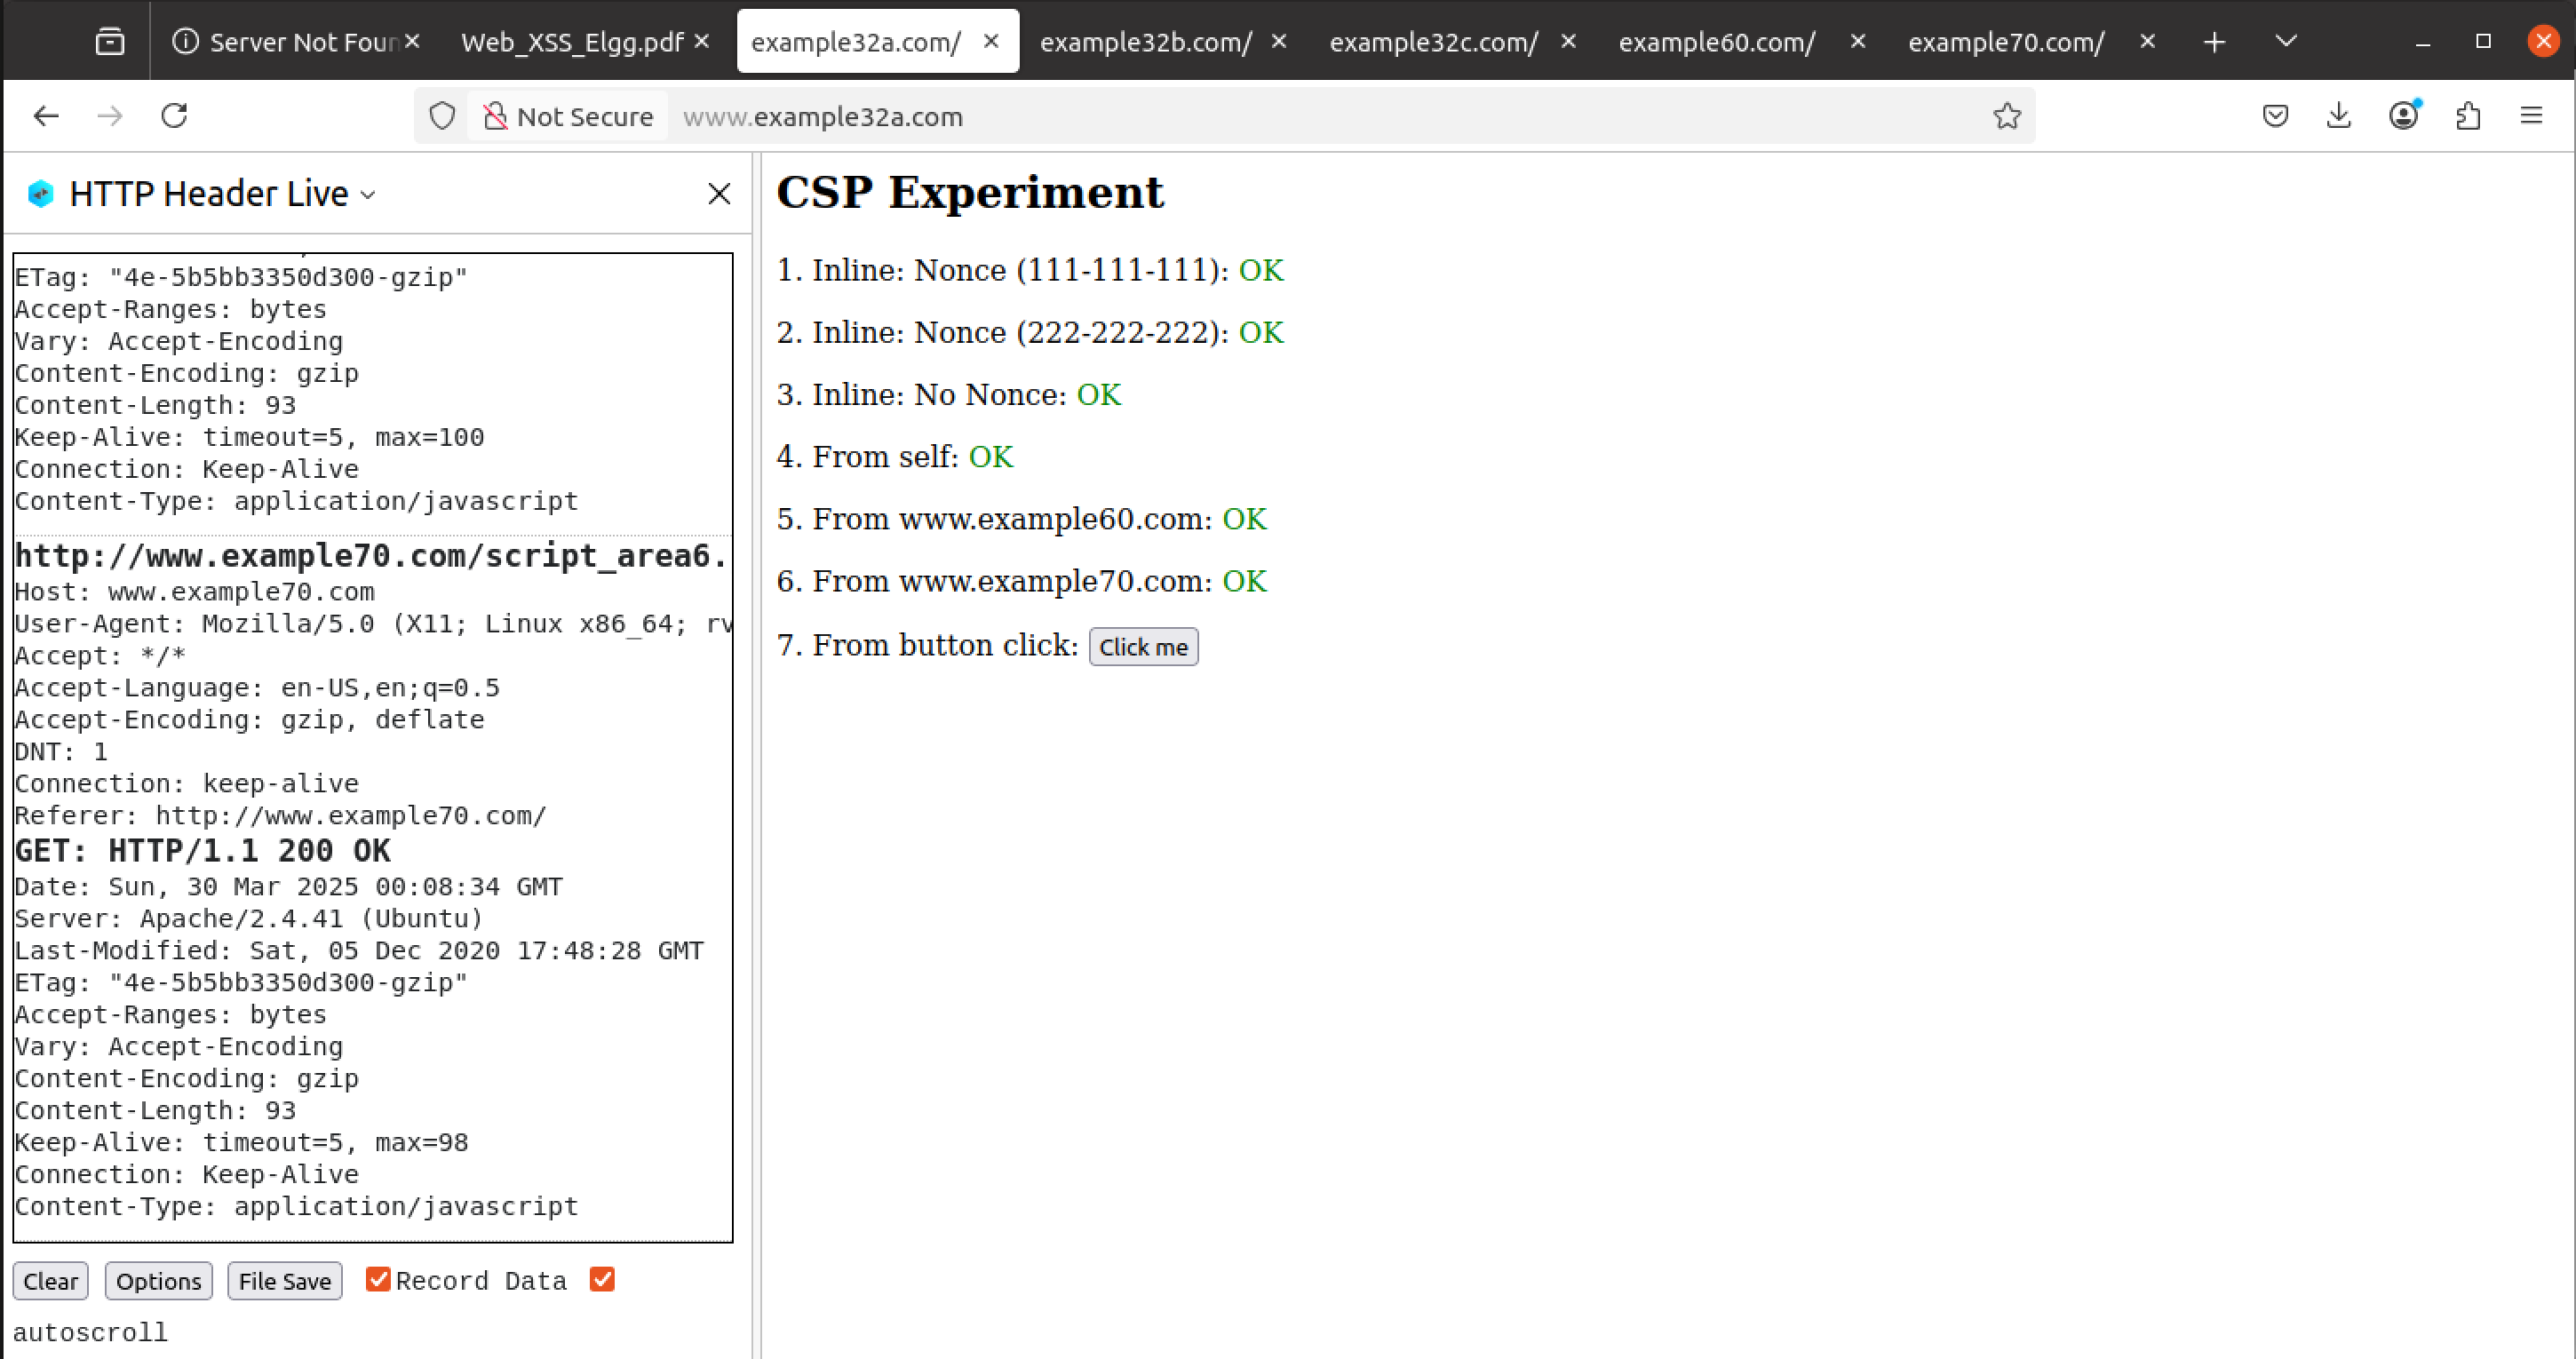 Server Not Foun
Web_XSS_Elgg.pdf
example32a.com/
example32b.com/
example32c.com/
example60.com/
example70.com/
Not Secure www.example32a.com
HTTP Header Live
ETag: "4e-5b5bb3350d300-gzip"
Accept-Ranges: bytes
Vary: Accept-Encoding
Content-Encoding: gzip
Content-Length: 93
Keep-Alive: timeout=5, max=100
Connection: Keep-Alive
Content-Type: application/javascript
http://www.example70.com/script_area6.
Host: www.example70.com
User-Agent: Mozilla/5.0 (X11; Linux x86_64; rv
Accept: */*
Accept-Language: en-US,en;q=0.5
Accept-Encoding: gzip, deflate
DNT: 1
Connection: keep-alive
Referer: http://www.example70.com/
GET: HTTP/1.1 200 OK
Date: Sun, 30 Mar 2025 00:08:34 GMT
Server: Apache/2.4.41 (Ubuntu)
Last-Modified: Sat, 05 Dec 2020 17:48:28 GMT
ETag: "4e-5b5bb3350d300-gzip"
Accept-Ranges: bytes
Vary: Accept-Encoding
Content-Encoding: gzip
Content-Length: 93
Keep-Alive: timeout=5, max=98
Connection: Keep-Alive
Content-Type: application/javascript
Clear Options File Save Record Data
autoscroll
CSP Experiment
1. Inline: Nonce (111-111-111): OK
2. Inline: Nonce (222-222-222): OK
3. Inline: No Nonce: OK
4. From self: OK
5. From www.example60.com: OK
6. From www.example70.com: OK
7. From button click: Click me